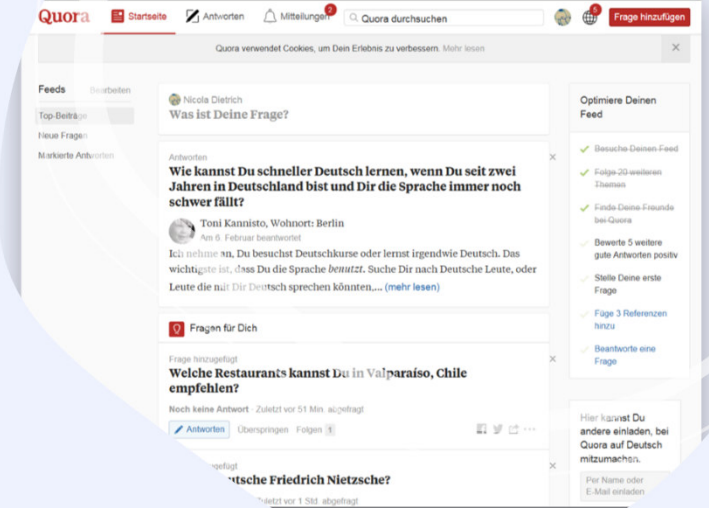 Quora Startseite Antworten Mitteilungen 2 Quora durchsuchen 5 Frage hinzufügen
Quora verwendet Cookies, um Dein Erlebnis zu verbessern. Mehr lesen
Feeds Bearbeiten
Top-Beiträge
Neue Fragen
Markierte Antworten
Nicola Dietrich
Was ist Deine Frage?
Antworten
Wie kannst Du schneller Deutsch lernen, wenn Du seit zwei
Jahren in Deutschland bist und Dir die Sprache immer noch
schwer fällt?
Toni Kannisto, Wohnort: Berlin
Am 6. Februar beantwortet
Ich nehme an, Du besuchst Deutschkurse oder lernst irgendwie Deutsch. Das
wichtigste ist, dass Du die Sprache benutzt. Suche Dir nach Deutsche Leute, oder
Leute die mit Dir Deutsch sprechen könnten,... (mehr lesen)
Fragen für Dich
Frage hinzugefügt
Welche Restaurants kannst Du in Valparaíso, Chile
empfehlen?
Noch keine Antwort · Zuletzt vor 51 Min. abgefragt
Antworten Überspringen Folgen 1
Friedrich Nietzsche?
Zuletzt vor 1 Std. abgefragt
Optimiere Deinen
Feed
Besuche Deinen Feed
Folge 20 weiteren
Themen
Finde Deine Freunde
bei Quora
Bewerte 5 weitere
gute Antworten positiv
Stelle Deine erste
Frage
Füge 3 Referenzen
hinzu
Beantworte eine
Frage
Hier kannst Du
andere einladen, bei
Quora auf Deutsch
mitzumachen.
Per Name oder
E-Mail einladen